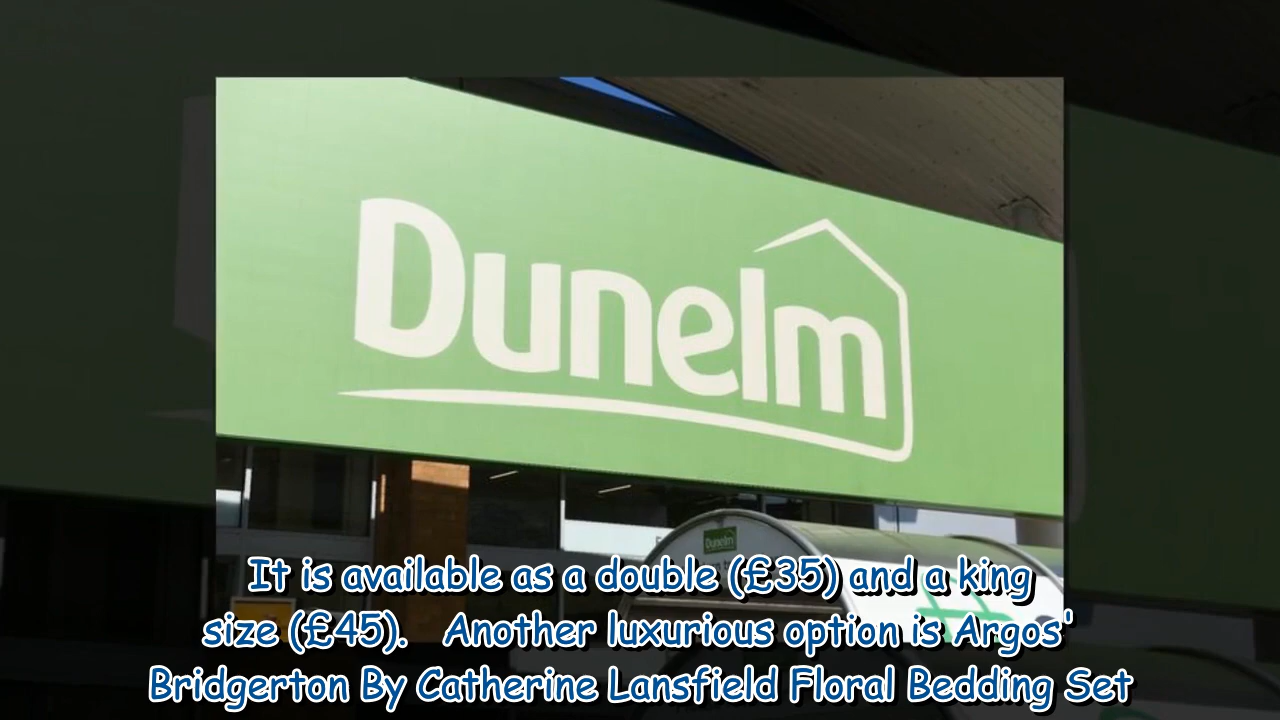 Dunelm
Dunelm
It is available as a double (£35) and a king
size (£45).   Another luxurious option is Argos'
Bridgerton By Catherine Lansfield Floral Bedding Set